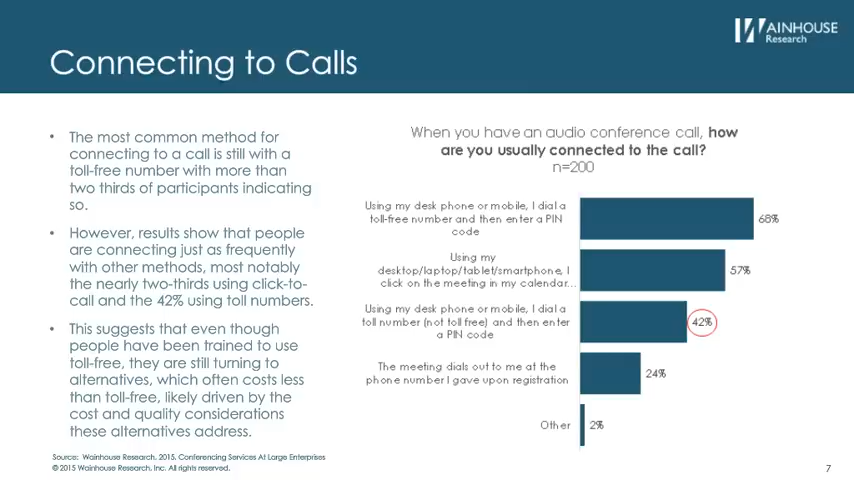 WAINHOUSE
Research
Connecting to Calls
• The most common method for
connecting to a call is still with a
toll-free number with more than
two thirds of participants indicating
so.
• However, results show that people
are connecting just as frequently
with other methods, most notably
the nearly two-thirds using click-to-
call and the 42% using toll numbers.
• This suggests that even though
people have been trained to use
toll-free, they are still turning to
alternatives, which often costs less
than toll-free, likely driven by the
cost and quality considerations
these alternatives address.
When you have an audio conference call, how
are you usually connected to the call?
n=200
Using my desk phone or mobile, I dial a
toll-free number and then enter a PIN
code
68%
Using my
desktop/laptop/tablet/smartphone, I
click on the meeting in my calendar...
57%
Using my desk phone or mobile, I dial a
toll number (not toll free) and then enter
a PIN code
42%
The meeting dials out to me at the
phone number I gave upon registration
24%
Other
2%
Source: Wainhouse Research, 2015, Conferencing Services At Large Enterprises
© 2015 Wainhouse Research, Inc. All rights reserved.
7